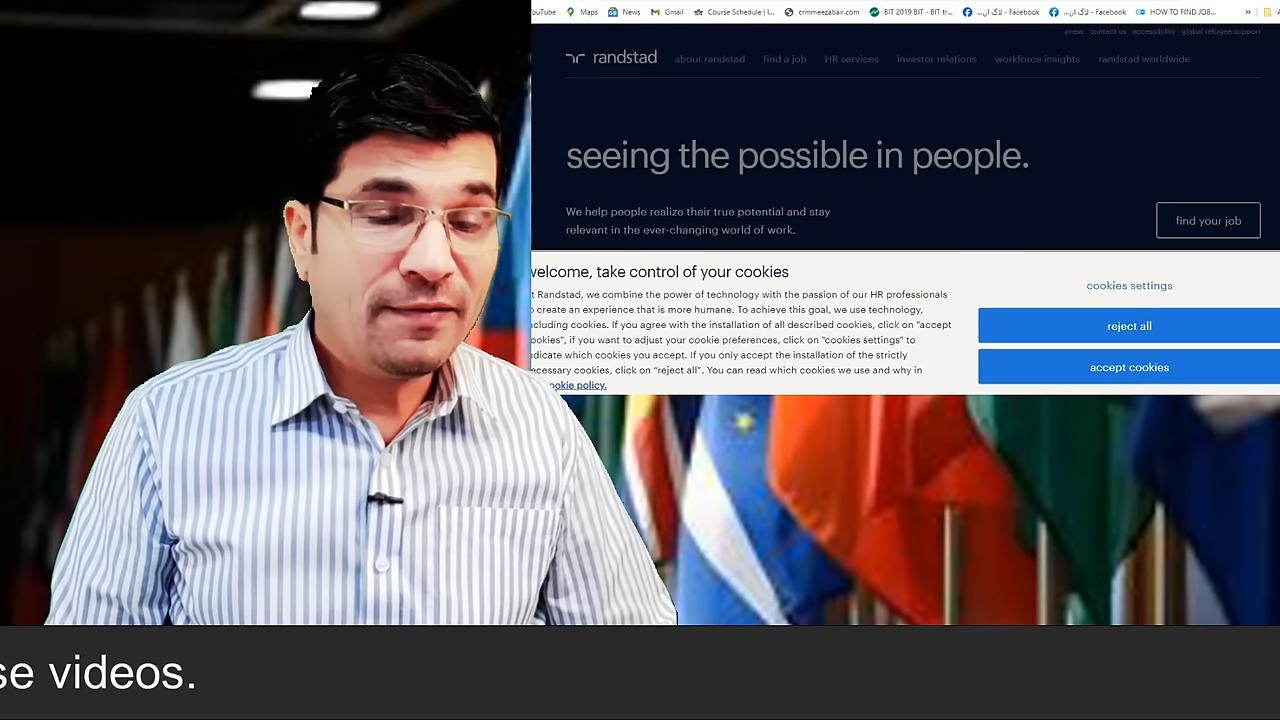 YouTube
Maps
News
Gmail
Course Schedule | I...
crmmeezabair.com
BIT 2019 BIT - BIT tr...
...لاگ ان - Facebook
...لاگ ان - Facebook
HOW TO FIND JOB...
»
press contact us accessibility global refugee support
randstad about randstad find a job HR services investor relations workforce insights randstad worldwide
seeing the possible in people.
We help people realize their true potential and stay
relevant in the ever-changing world of work.
find your job
welcome, take control of your cookies
t Randstad, we combine the power of technology with the passion of our HR professionals
o create an experience that is more humane. To achieve this goal, we use technology,
cluding cookies. If you agree with the installation of all described cookies, click on "accept
ookies", if you want to adjust your cookie preferences, click on "cookies settings" to
dicate which cookies you accept. If you only accept the installation of the strictly
ecessary cookies, click on “reject all”. You can read which cookies we use and why in
ookie policy.
cookies settings
reject all
accept cookies
se videos.